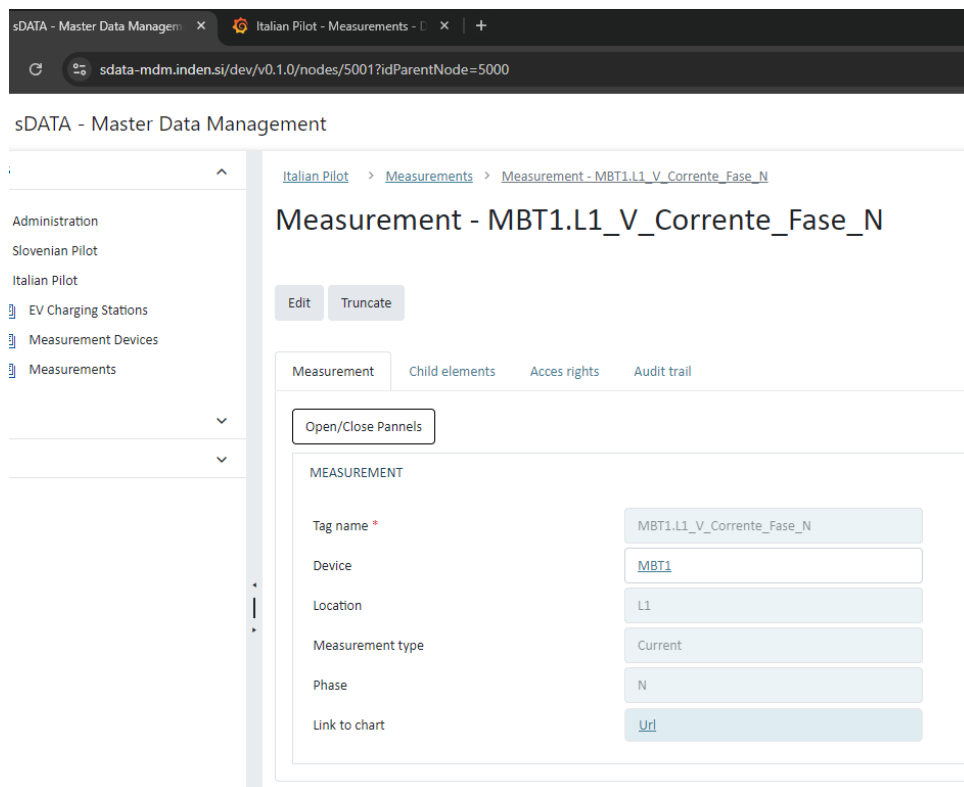 sDATA - Master Data Managem
Italian Pilot - Measurements - D
sdata-mdm.inden.si/dev/v0.1.0/nodes/5001?idParentNode=5000
sDATA - Master Data Management
Administration
Slovenian Pilot
Italian Pilot
EV Charging Stations
Measurement Devices
Measurements
Italian Pilot > Measurements > Measurement - MBT1.L1_V_Corrente_Fase_N
Measurement - MBT1.L1_V_Corrente_Fase_N
Edit Truncate
Measurement Child elements Acces rights Audit trail
Open/Close Pannels
MEASUREMENT
Tag name * MBT1.L1_V_Corrente_Fase_N
Device MBT1
Location L1
Measurement type Current
Phase N
Link to chart Url